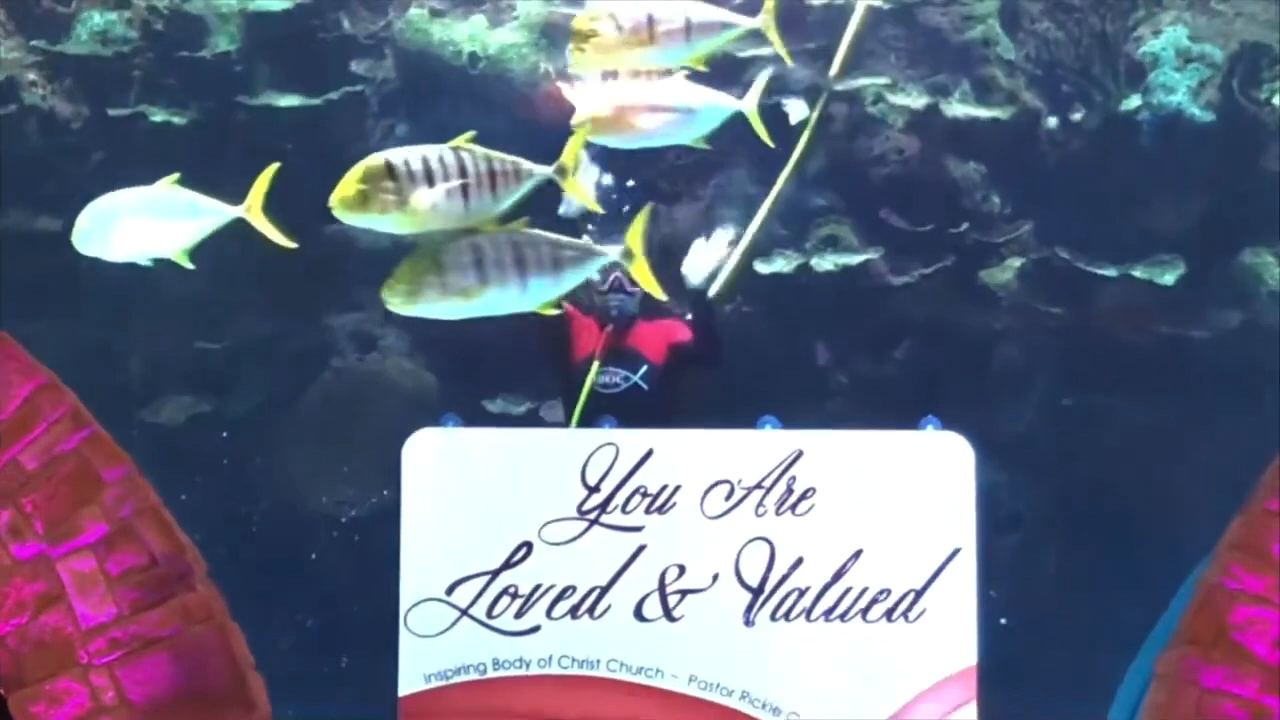 You Are
Loved & Valued
Inspiring Body of Christ Church - Pastor Rickie